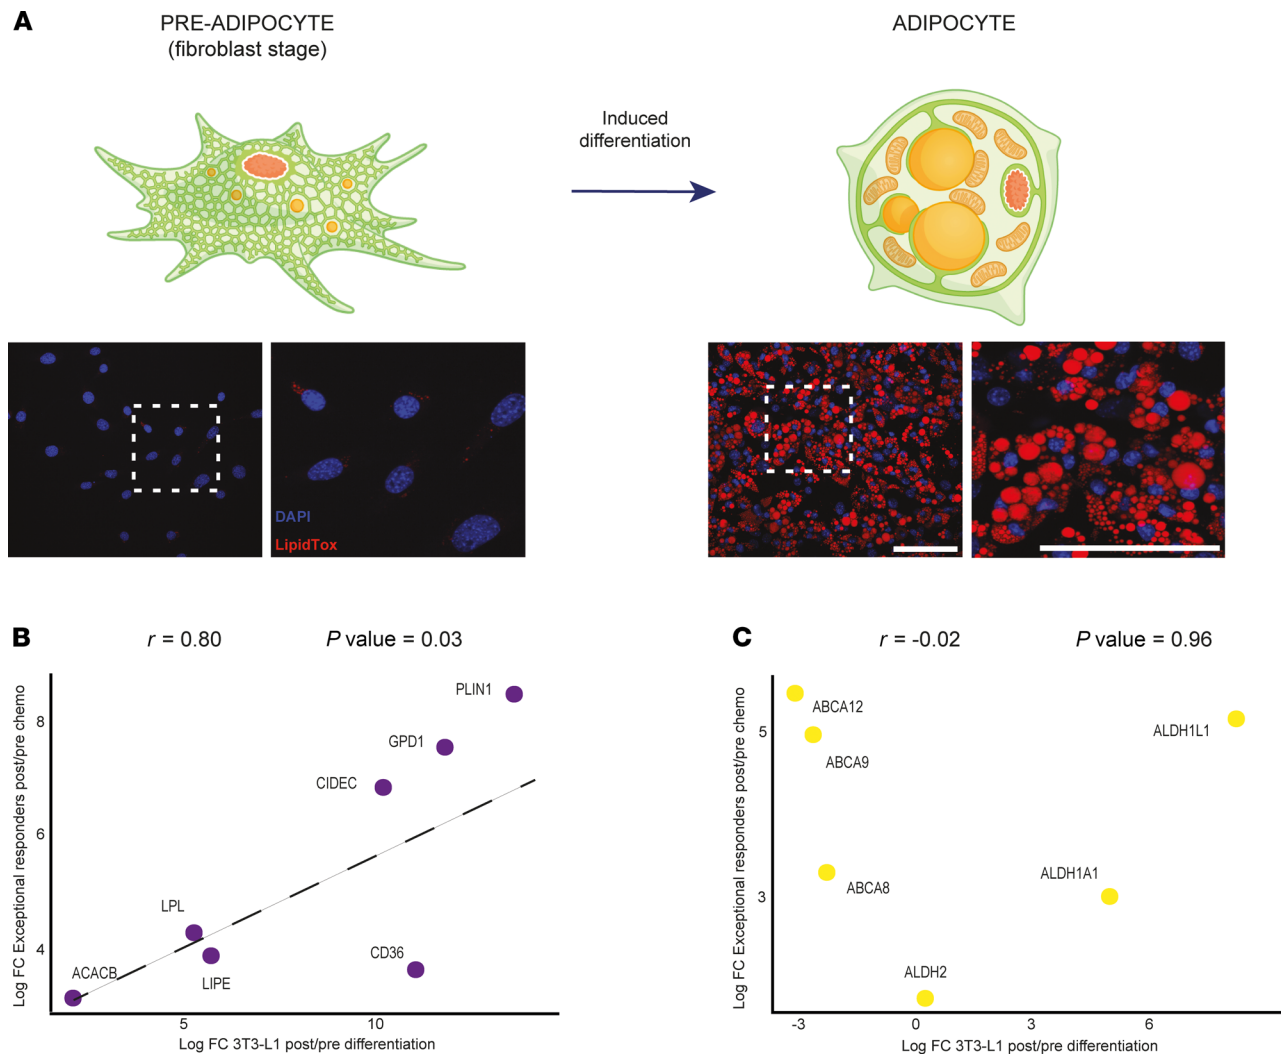 A
PRE-ADIPOCYTE
(fibroblast stage)
Induced
differentiation
ADIPOCYTE
DAPI
LipidTox
B
r = 0.80
P value = 0.03
Log FC Exceptional responders post/pre chemo
8
6
4
PLIN1
GPD1
CIDEC
LPL
LIPE
CD36
ACACB
5
10
Log FC 3T3-L1 post/pre differentiation
C
r = -0.02
P value = 0.96
Log FC Exceptional responders post/pre chemo
5
3
ABCA12
ABCA9
ALDH1L1
ABCA8
ALDH1A1
ALDH2
-3
0
3
6
Log FC 3T3-L1 post/pre differentiation